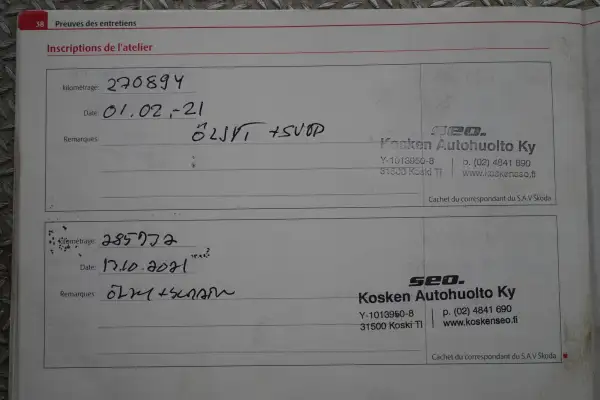 38 Preuves des entretiens
Inscriptions de l'atelier
Kilométrage: 270894
Date: 01.02.-21
Remarques:
seo.
Kosken Autohuolto Ky
Y-1013950-8 | p. (02) 4841 690
31500 Koski Tl | www.koskenseo.fi
Cachet du correspondant du S.A.V Škoda
Kilométrage:
Date: 17.10.2021
Remarques:
seo.
Kosken Autohuolto Ky
Y-1013950-8 | p. (02) 4841 690
31500 Koski Tl | www.koskenseo.fi
Cachet du correspondant du S.A.V Škoda